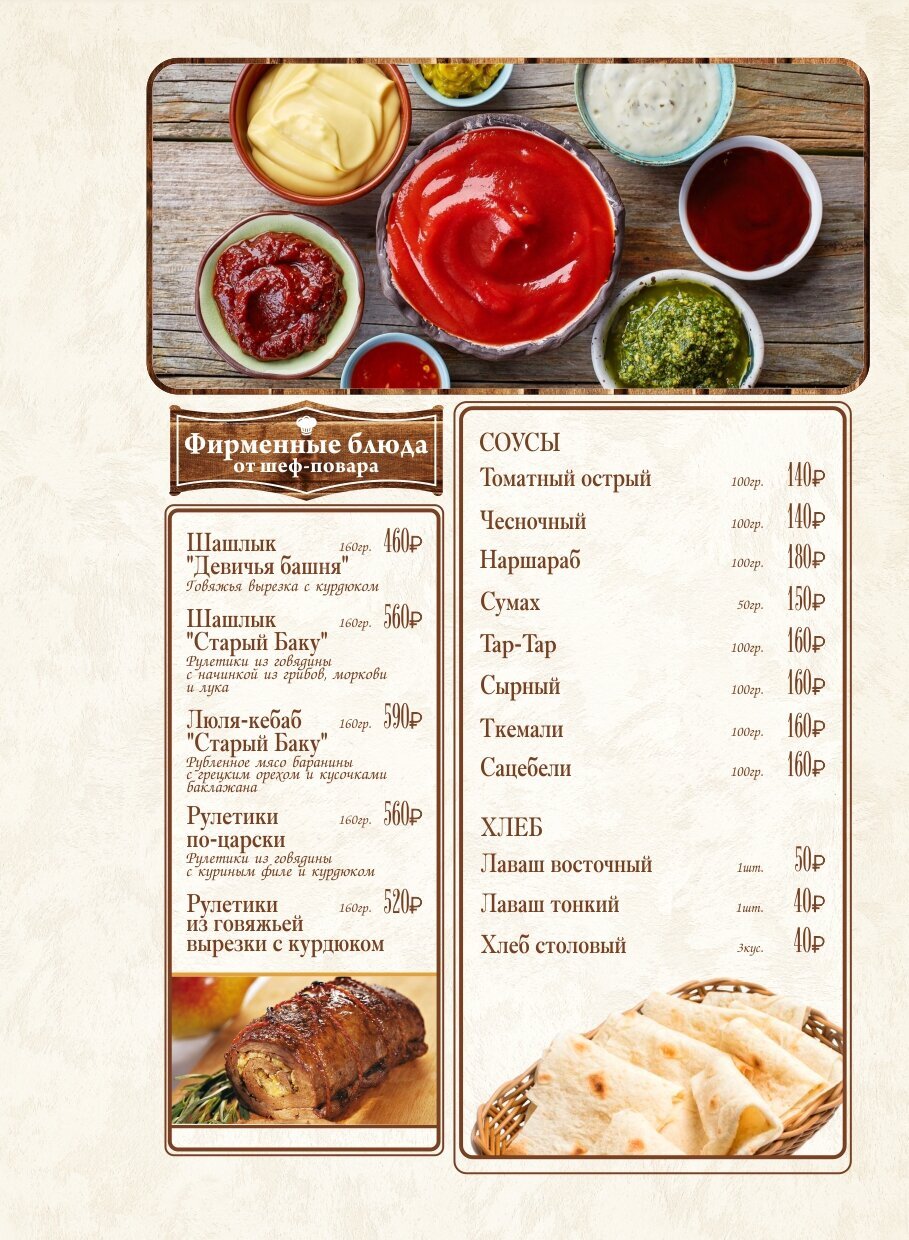 Фирменные блюда
от шеф-повара
Шашлык 160гр. 460₽
"Девичья башня"
Говяжья вырезка с курдюком
Шашлык 160гр. 560₽
"Старый Баку"
Рулетики из говядины
с начинкой из грибов, моркови
и лука
Люля-кебаб 160гр. 590₽
"Старый Баку"
Рубленное мясо баранины
с грецким орехом и кусочками
баклажана
Рулетики 160гр. 560₽
по-царски
Рулетики из говядины
с куриным филе и курдюком
Рулетики 160гр. 520₽
из говяжьей
вырезки с курдюком
СОУСЫ
Томатный острый 100гр. 140₽
Чесночный 100гр. 140₽
Наршараб 100гр. 180₽
Сумах 50гр. 150₽
Тар-Тар 100гр. 160₽
Сырный 100гр. 160₽
Ткемали 100гр. 160₽
Сацебели 100гр. 160₽
ХЛЕБ
Лаваш восточный 1шт. 50₽
Лаваш тонкий 1шт. 40₽
Хлеб столовый 3кус. 40₽